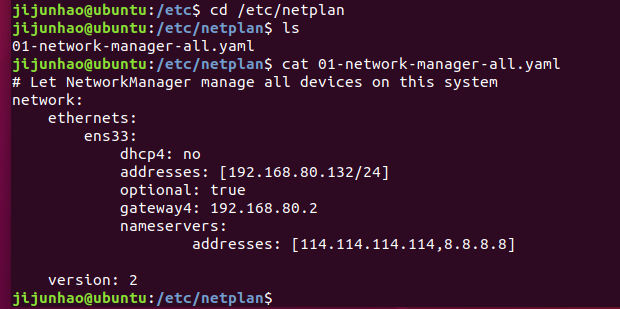 jijunhao@ubuntu:/etc$ cd /etc/netplan
jijunhao@ubuntu:/etc/netplan$ ls
01-network-manager-all.yaml
jijunhao@ubuntu:/etc/netplan$ cat 01-network-manager-all.yaml
# Let NetworkManager manage all devices on this system
network:
    ethernets:
        ens33:
            dhcp4: no
            addresses: [192.168.80.132/24]
            optional: true
            gateway4: 192.168.80.2
            nameservers:
                    addresses: [114.114.114.114,8.8.8.8]

    version: 2
jijunhao@ubuntu:/etc/netplan$